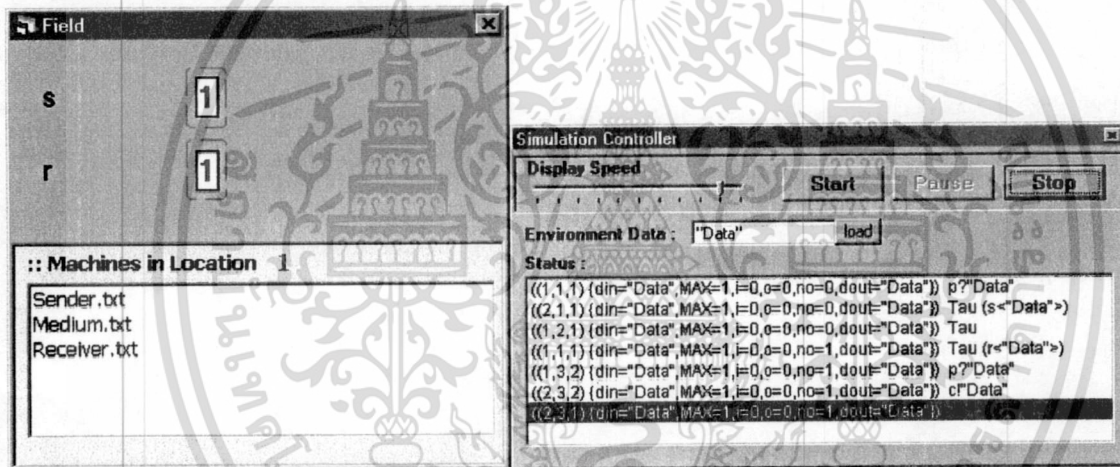 Field
s 1
r 1
:: Machines in Location 1
Sender.txt
Medium.txt
Receiver.txt
Simulation Controller
Display Speed
Start Pause Stop
Environment Data : "Data" load
Status :
((1,1,1) {din="Data",MAX=1,i=0,o=0,no=0,dout="Data"}) p?"Data"
((2,1,1) {din="Data",MAX=1,i=0,o=0,no=0,dout="Data"}) Tau (s<"Data">)
((1,2,1) {din="Data",MAX=1,i=0,o=0,no=0,dout="Data"}) Tau
((1,1,1) {din="Data",MAX=1,i=0,o=0,no=1,dout="Data"}) Tau (r<"Data">)
((1,3,2) {din="Data",MAX=1,i=0,o=0,no=1,dout="Data"}) p?"Data"
((2,3,2) {din="Data",MAX=1,i=0,o=0,no=1,dout="Data"}) c!"Data"
((2,3,1) {din="Data",MAX=1,i=0,o=0,no=1,dout="Data"})